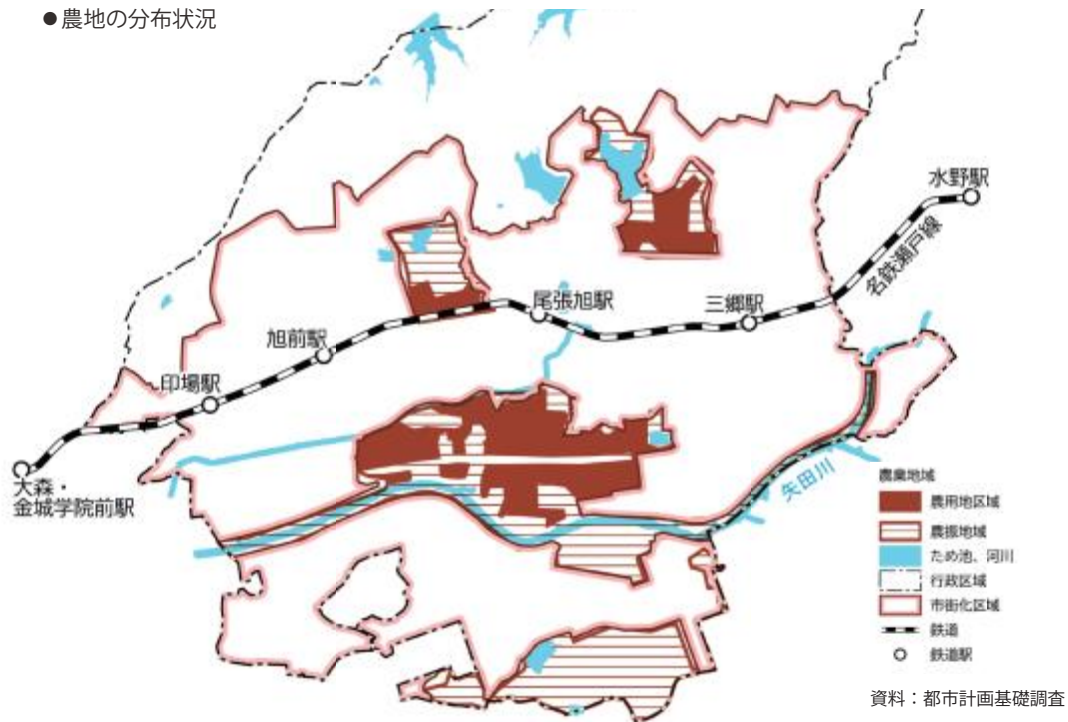 ●農地の分布状況
水野駅
名鉄瀬戸線
尾張旭駅
三郷駅
旭前駅
印場駅
大森・
金城学院前駅
矢田川
農業地域
農用地区域
農振地域
ため池、河川
行政区域
市街化区域
鉄道
鉄道駅
資料：都市計画基礎調査